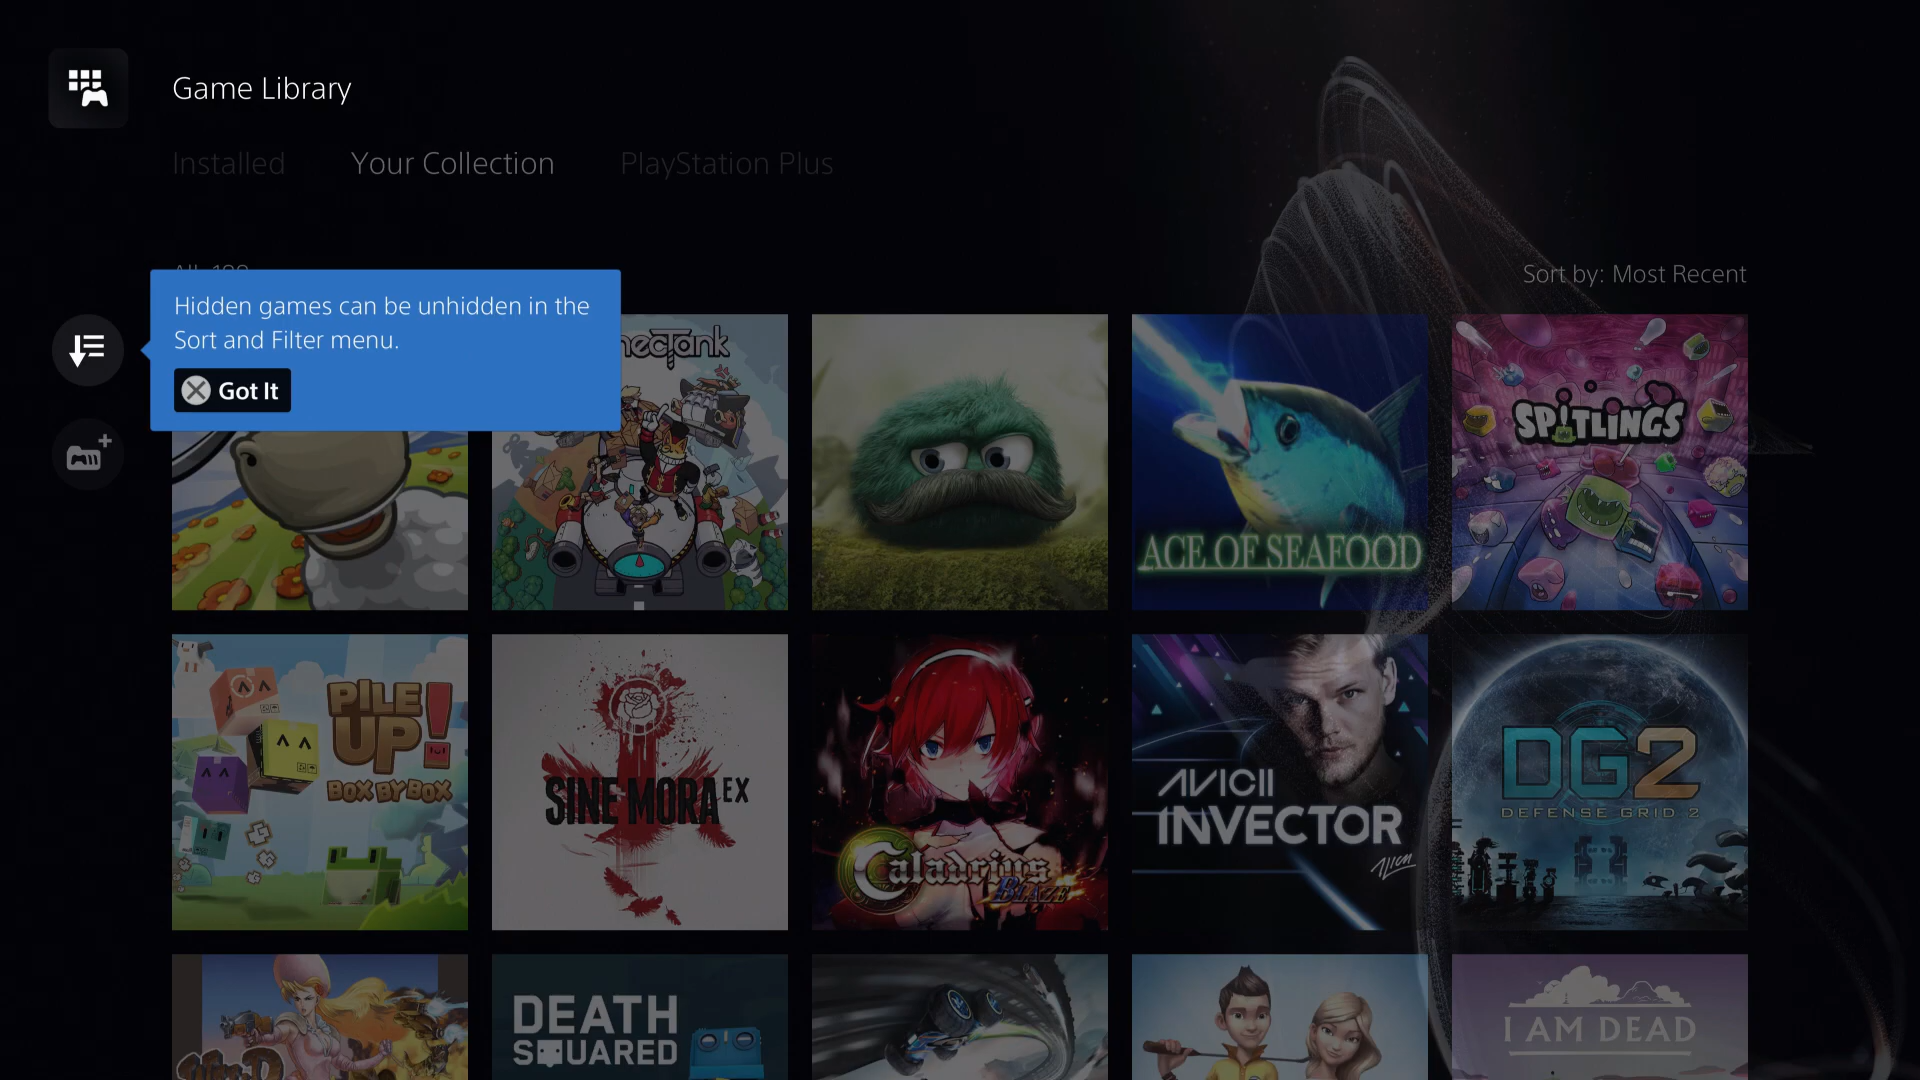 Game Library
Installed
Your Collection
PlayStation Plus
Sort by: Most Recent
Hidden games can be unhidden in the
Sort and Filter menu.
Got It
ACE OF SEAFOOD
SPITLINGS
PILE UP!
BOX BY BOX
SINE MORA EX
Caladrius
BLAZE
AVICII
INVECTOR
DG2
DEFENSE GRID 2
DEATH
SQUARED
I AM DEAD